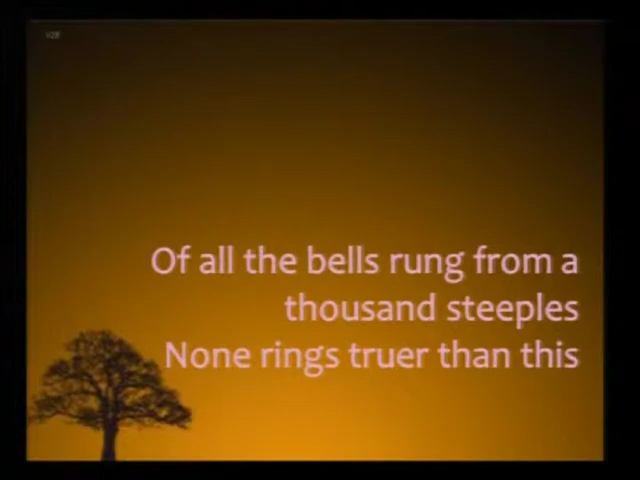 Of all the bells rung from a
thousand steeples
None rings truer than this